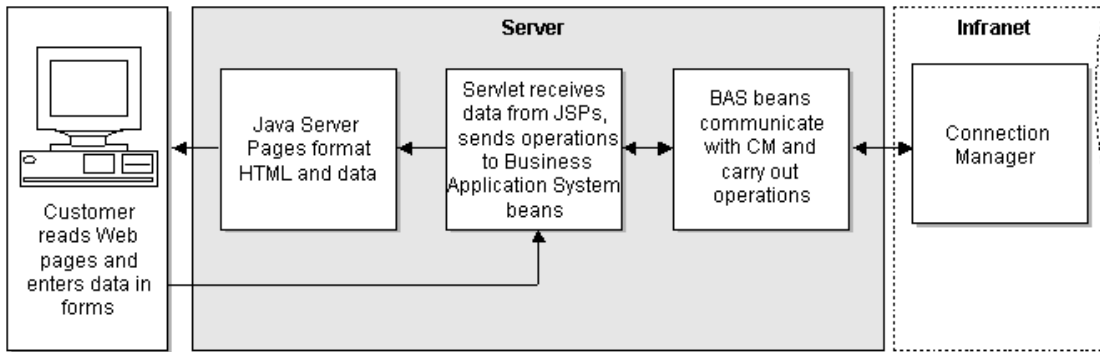 Server
Infranet
Customer
reads Web
pages and
enters data in
forms
Java Server
Pages format
HTML and data
Servlet receives
data from JSPs,
sends operations
to Business
Application System
beans
BAS beans
communicate
with CM and
carry out
operations
Connection
Manager